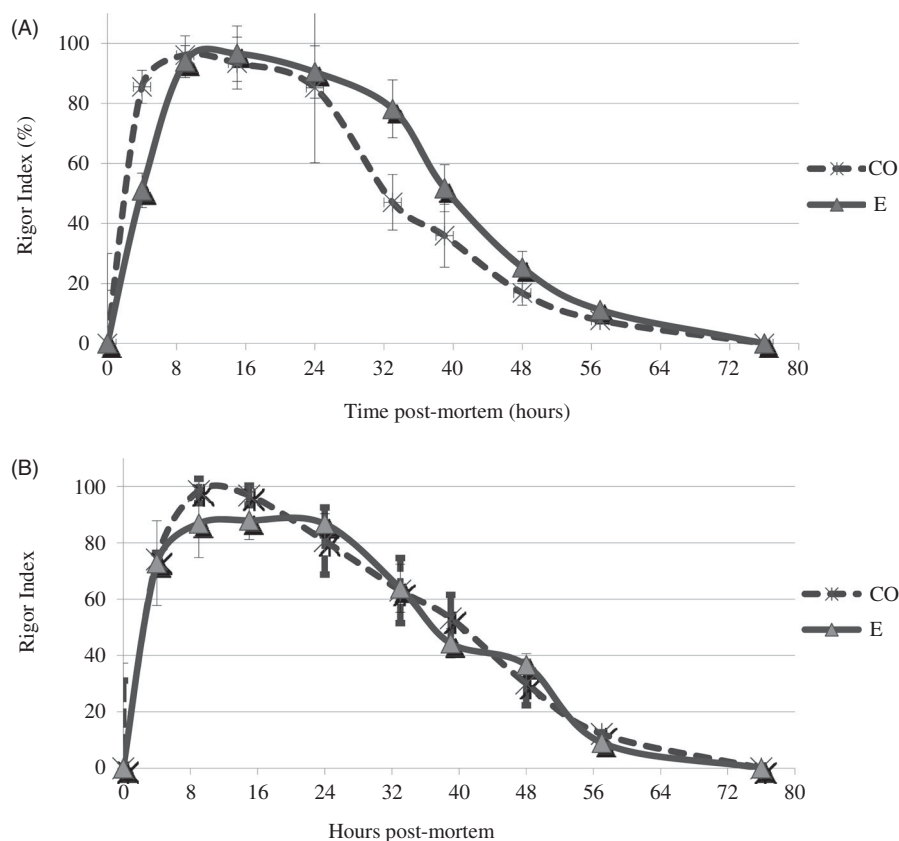 (A)
100
80
60
40
20
0
Rigor Index (%)
0 8 16 24 32 40 48 56 64 72 80
Time post-mortem (hours)
CO
E
(B)
100
80
60
40
20
0
Rigor Index
0 8 16 24 32 40 48 56 64 72 80
Hours post-mortem
CO
E